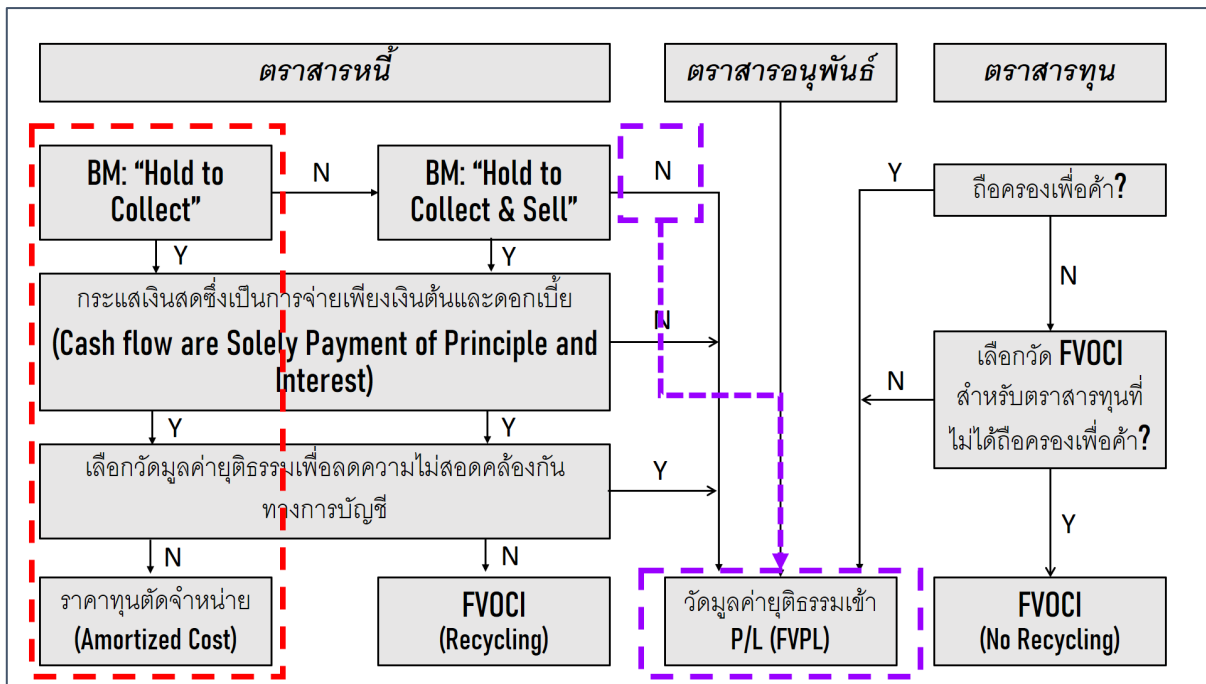 ตราสารหนี้
ตราสารอนุพันธ์
ตราสารทุน
BM: “Hold to
Collect”
N
BM: “Hold to
Collect & Sell”
N
Y
ถือครองเพื่อค้า?
Y
Y
N
กระแสเงินสดซึ่งเป็นการจ่ายเพียงเงินต้นและดอกเบี้ย
(Cash flow are Solely Payment of Principle and
Interest)
N
เลือกวัด FVOCI
สำหรับตราสารทุนที่
ไม่ได้ถือครองเพื่อค้า?
N
Y
Y
เลือกวัดมูลค่ายุติธรรมเพื่อลดความไม่สอดคล้องกัน
ทางการบัญชี
Y
Y
N
N
ราคาทุนตัดจำหน่าย
(Amortized Cost)
FVOCI
(Recycling)
วัดมูลค่ายุติธรรมเข้า
P/L (FVPL)
FVOCI
(No Recycling)